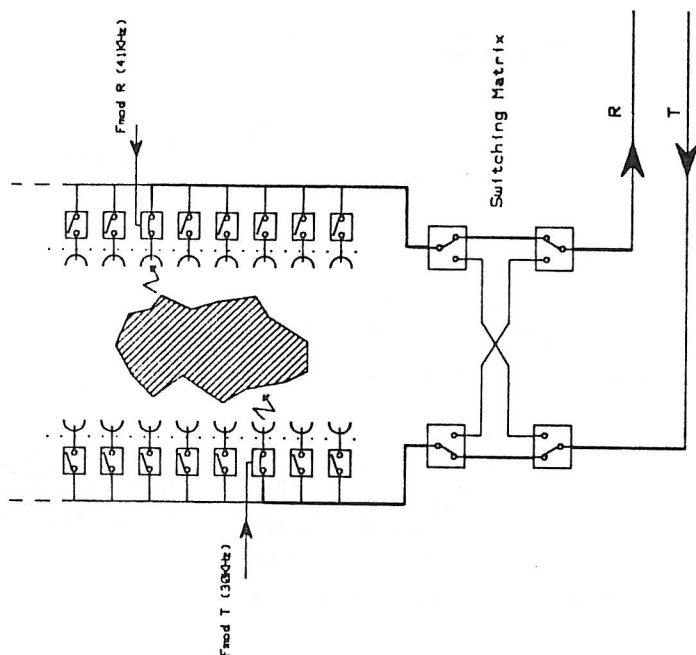 Fmod R (41KHz)
Switching Matrix
R
T
Fmod T (30KHz)